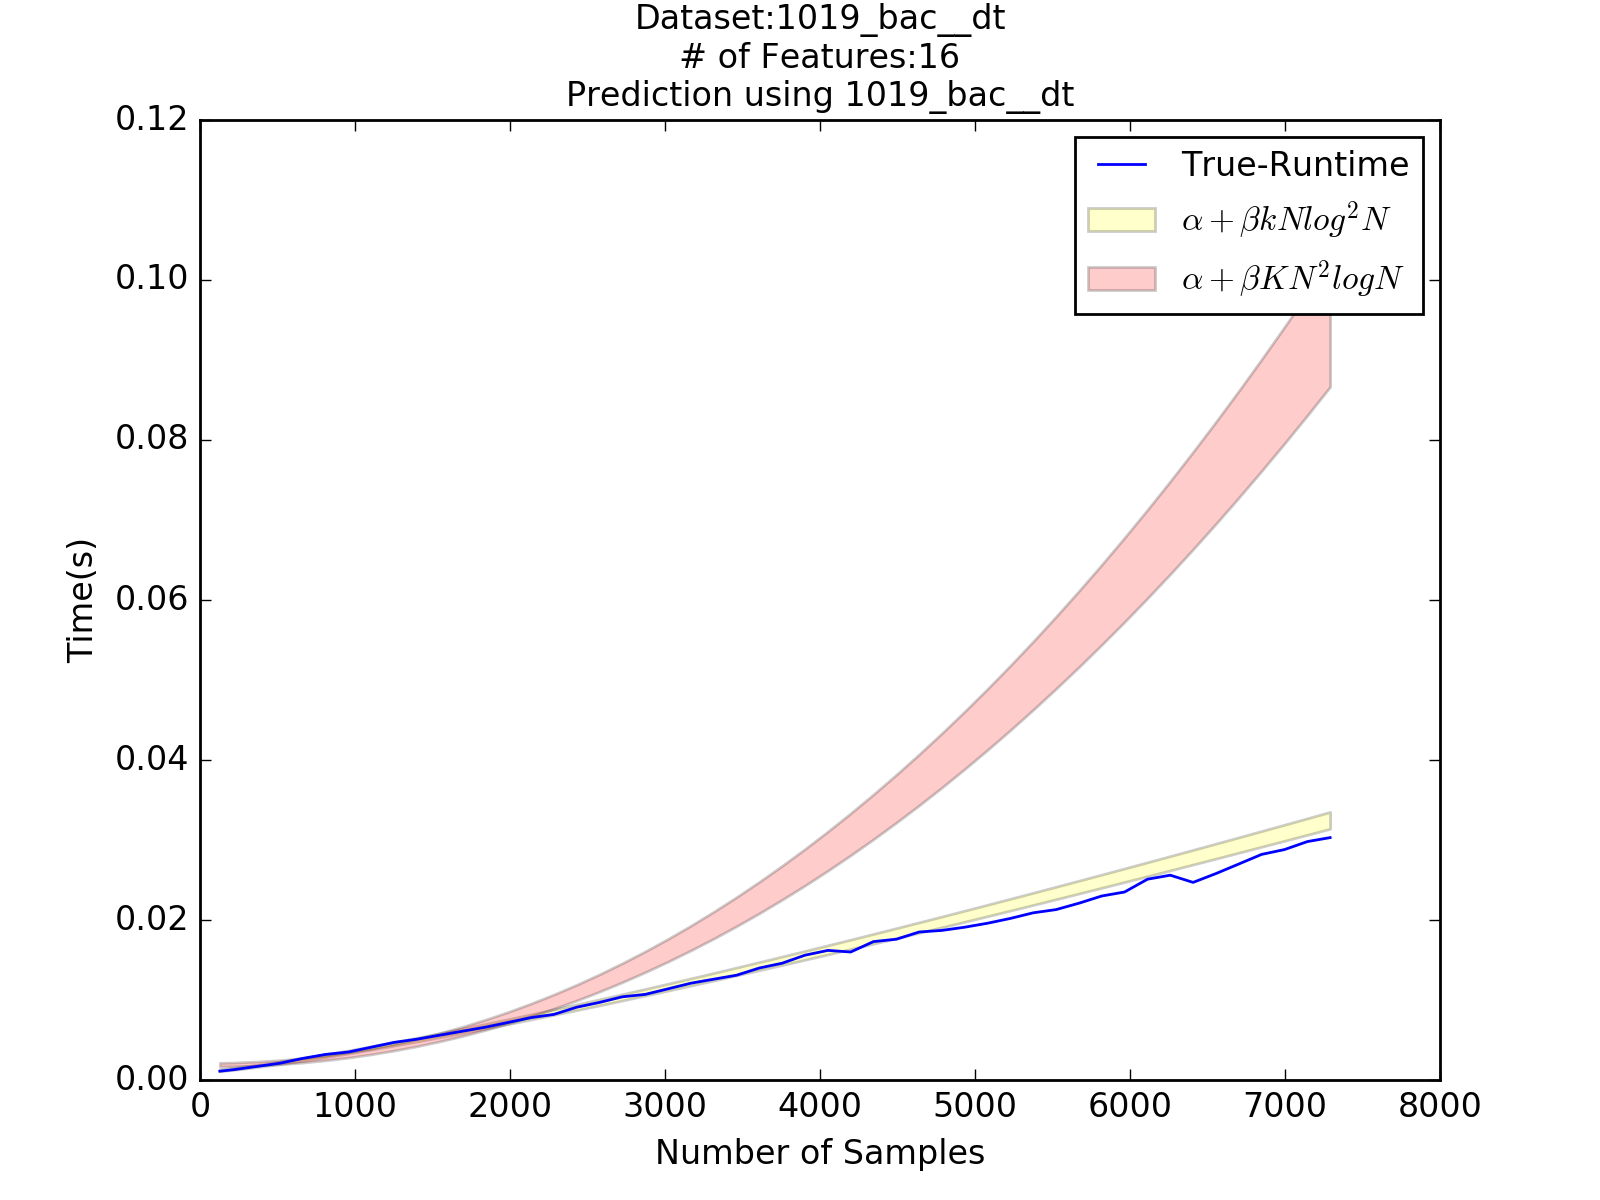 Dataset:1019_bac__dt
# of Features:16
Prediction using 1019_bac__dt
0.12
0.10
0.08
0.06
0.04
0.02
0.00
Time(s)
True-Runtime
α + βkNlog²N
α + βKN²logN
0 1000 2000 3000 4000 5000 6000 7000 8000
Number of Samples